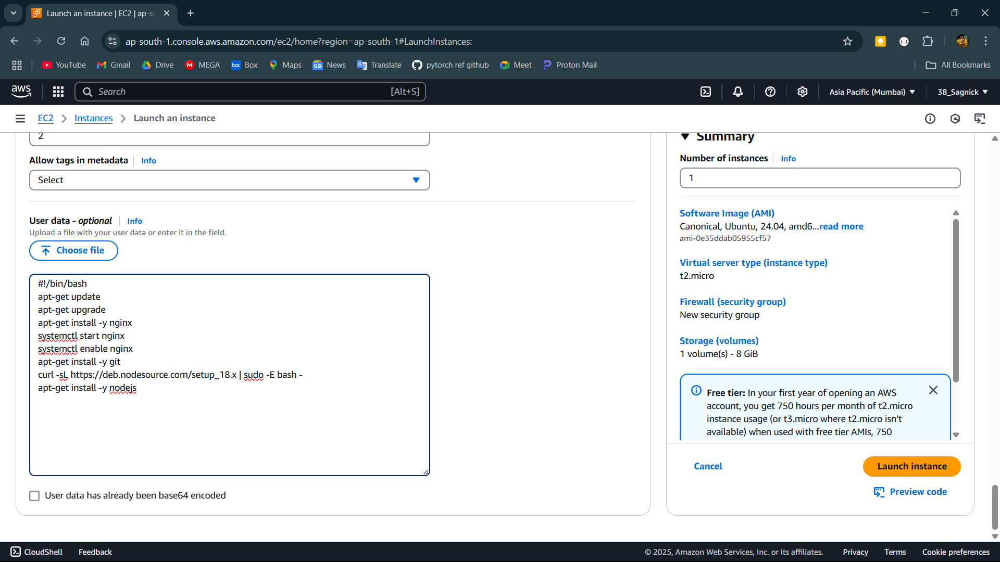 Launch an instance | EC2 | ap-so
ap-south-1.console.aws.amazon.com/ec2/home?region=ap-south-1#LaunchInstances:
YouTube Gmail Drive MEGA Box Maps News Translate pytorch ref github Meet Proton Mail All Bookmarks
aws Search [Alt+S] Asia Pacific (Mumbai) 38_Sagnick
EC2 Instances Launch an instance
2
Allow tags in metadata Info
Select
User data - optional Info
Upload a file with your user data or enter it in the field.
Choose file
#!/bin/bash
apt-get update
apt-get upgrade
apt-get install -y nginx
systemctl start nginx
systemctl enable nginx
apt-get install -y git
curl -sL https://deb.nodesource.com/setup_18.x | sudo -E bash -
apt-get install -y nodejs
User data has already been base64 encoded
Summary
Number of instances Info
1
Software Image (AMI)
Canonical, Ubuntu, 24.04, amd6...read more
ami-0e35ddab05955cf57
Virtual server type (instance type)
t2.micro
Firewall (security group)
New security group
Storage (volumes)
1 volume(s) - 8 GiB
Free tier: In your first year of opening an AWS
account, you get 750 hours per month of t2.micro
instance usage (or t3.micro where t2.micro isn't
available) when used with free tier AMIs, 750
Cancel Launch instance
Preview code
CloudShell Feedback © 2025, Amazon Web Services, Inc. or its affiliates. Privacy Terms Cookie preferences